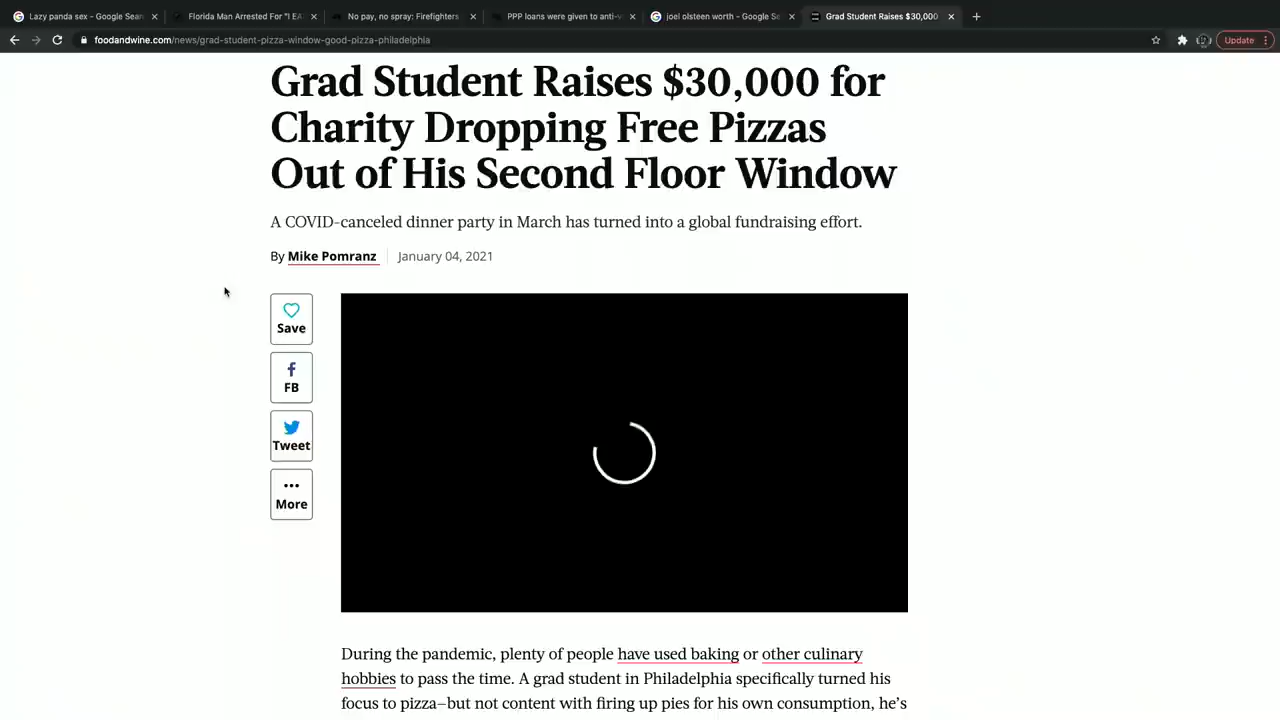 Lazy panda sex - Google Sean
Florida Man Arrested For "I EA
No pay, no spray: Firefighters
PPP loans were given to anti-v
joel olsteen worth - Google Se
Grad Student Raises $30,000
foodandwine.com/news/grad-student-pizza-window-good-pizza-philadelphia
Update
Grad Student Raises $30,000 for
Charity Dropping Free Pizzas
Out of His Second Floor Window
A COVID-canceled dinner party in March has turned into a global fundraising effort.
By Mike Pomranz
January 04, 2021
Save
FB
Tweet
More
During the pandemic, plenty of people have used baking or other culinary
hobbies to pass the time. A grad student in Philadelphia specifically turned his
focus to pizza—but not content with firing up pies for his own consumption, he's